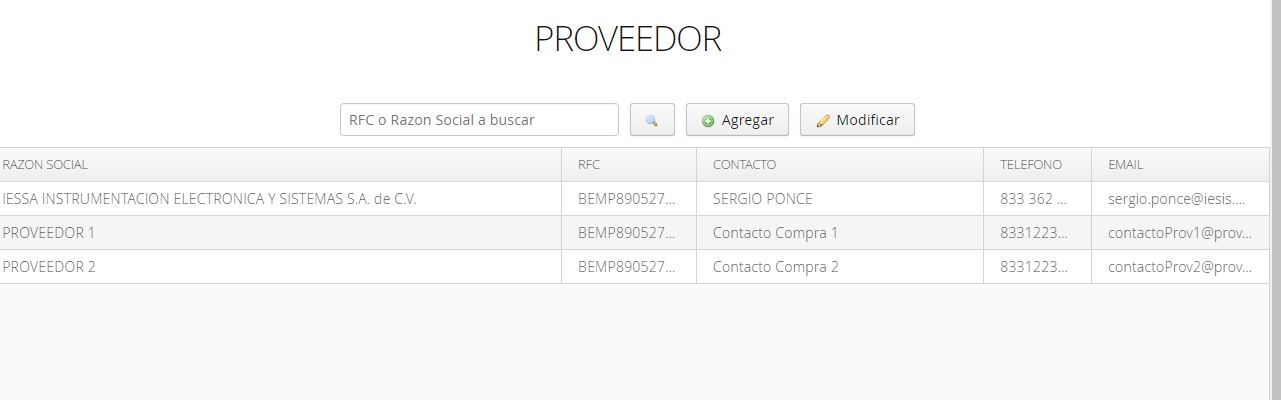 PROVEEDOR
RFC o Razon Social a buscar Agregar Modificar
RAZON SOCIAL RFC CONTACTO TELEFONO EMAIL
IESSA INSTRUMENTACION ELECTRONICA Y SISTEMAS S.A. de C.V. BEMP890527... SERGIO PONCE 833 362 ... sergio.ponce@iesis....
PROVEEDOR 1 BEMP890527... Contacto Compra 1 8331223... contactoProv1@prov...
PROVEEDOR 2 BEMP890527... Contacto Compra 2 8331223... contactoProv2@prov...